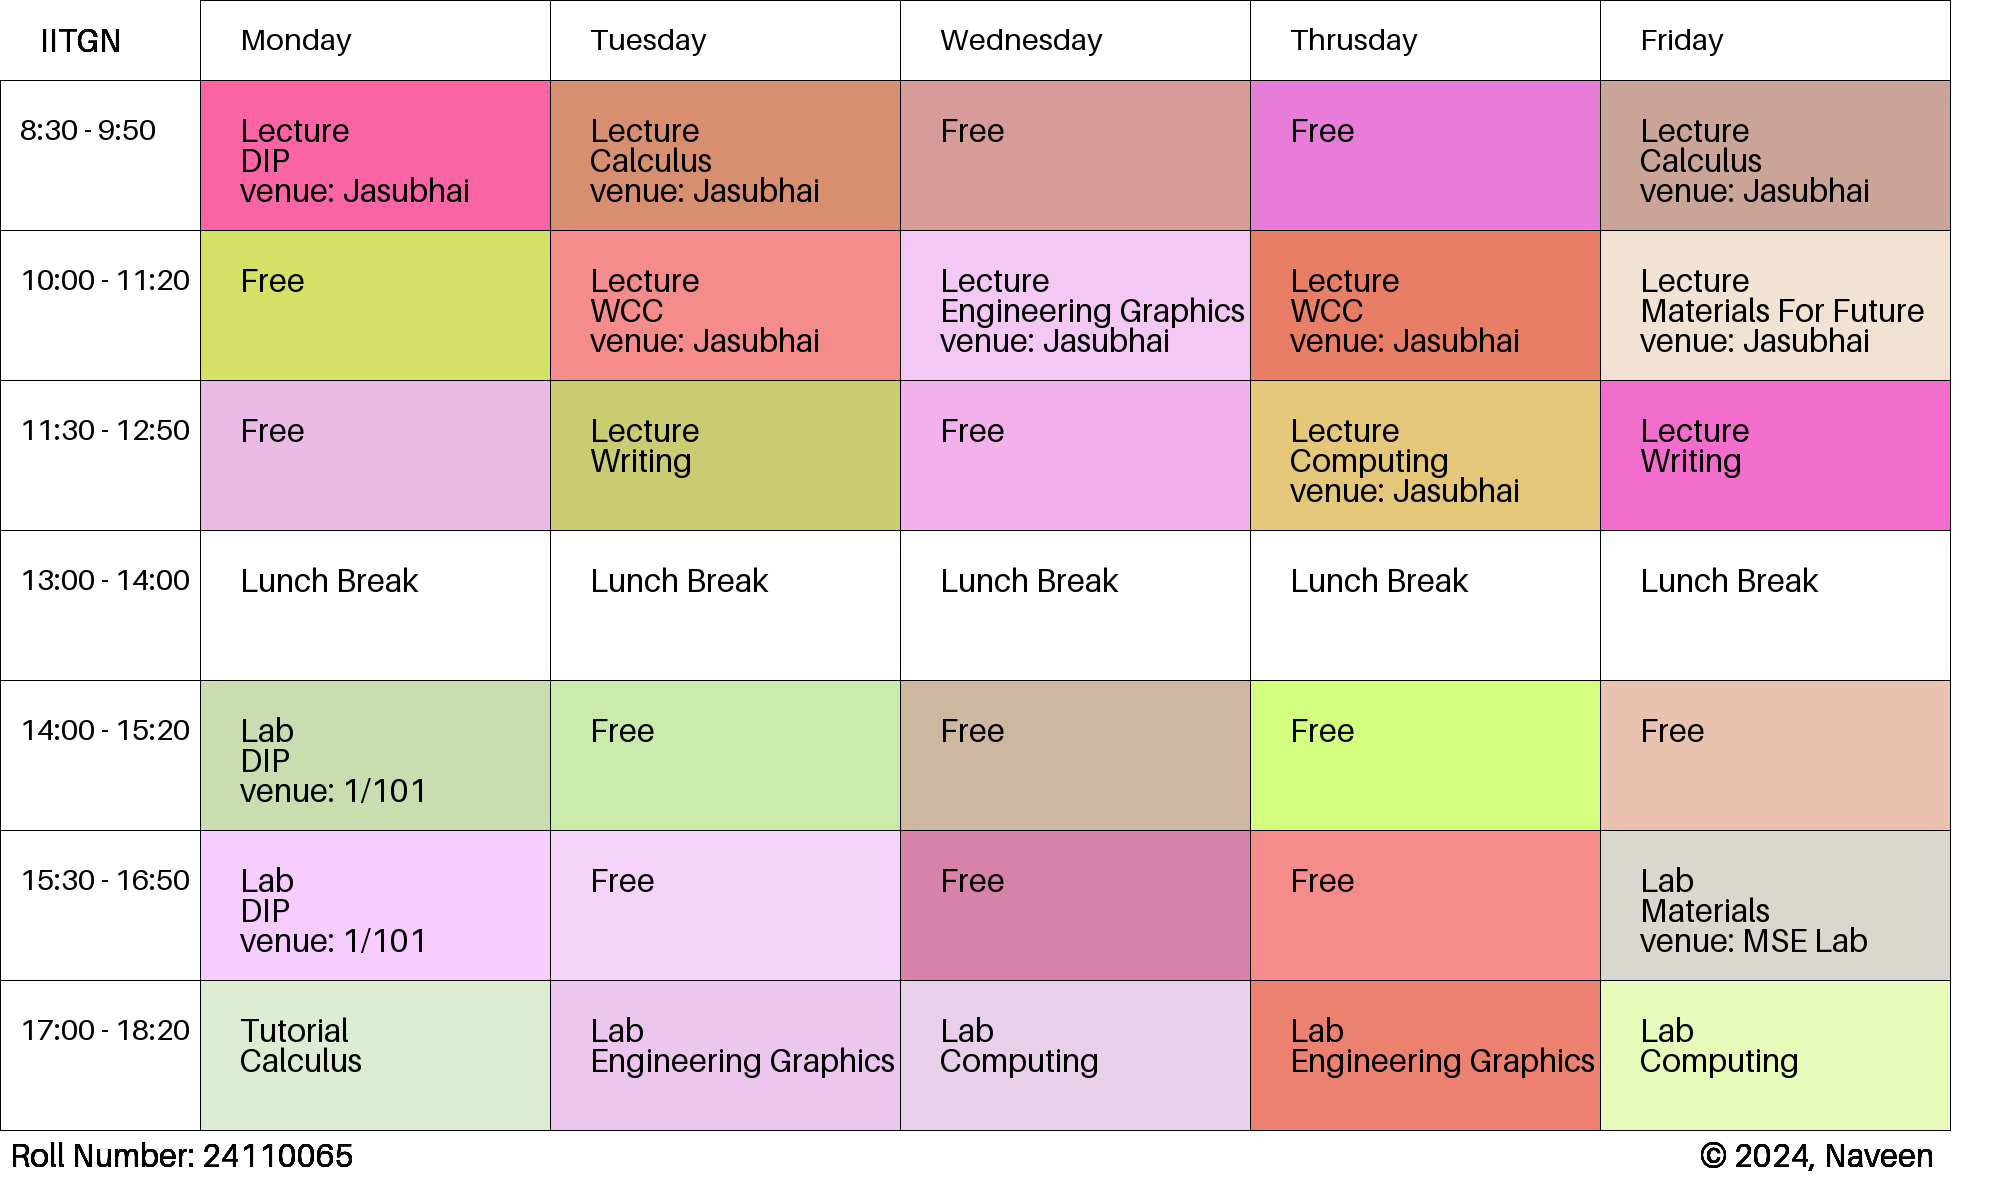 IITGN Monday Tuesday Wednesday Thrusday Friday
8:30 - 9:50
Lecture
DIP
venue: Jasubhai
Lecture
Calculus
venue: Jasubhai
Free
Free
Lecture
Calculus
venue: Jasubhai
10:00 - 11:20
Free
Lecture
WCC
venue: Jasubhai
Lecture
Engineering Graphics
venue: Jasubhai
Lecture
WCC
venue: Jasubhai
Lecture
Materials For Future
venue: Jasubhai
11:30 - 12:50
Free
Lecture
Writing
Free
Lecture
Computing
venue: Jasubhai
Lecture
Writing
13:00 - 14:00
Lunch Break
Lunch Break
Lunch Break
Lunch Break
Lunch Break
14:00 - 15:20
Lab
DIP
venue: 1/101
Free
Free
Free
Free
15:30 - 16:50
Lab
DIP
venue: 1/101
Free
Free
Free
Lab
Materials
venue: MSE Lab
17:00 - 18:20
Tutorial
Calculus
Lab
Engineering Graphics
Lab
Computing
Lab
Engineering Graphics
Lab
Computing
Roll Number: 24110065
© 2024, Naveen